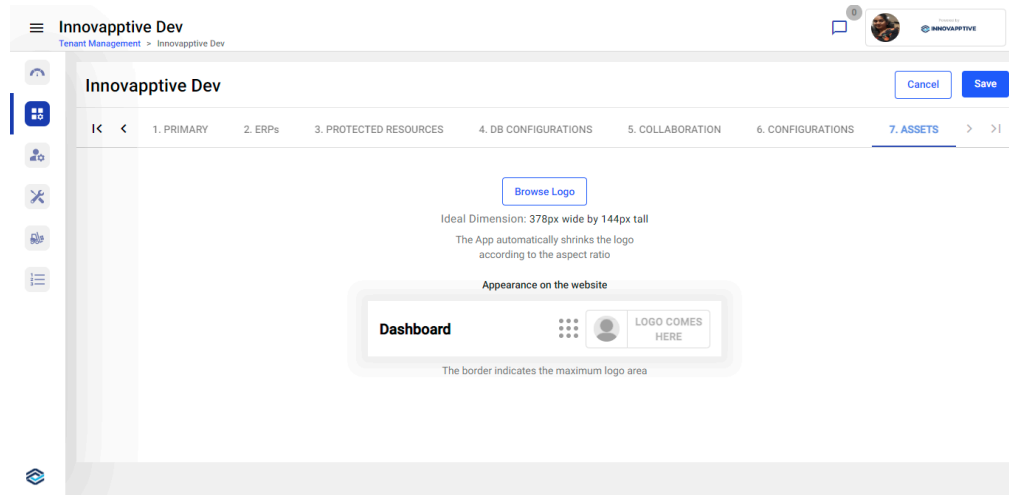 Innovapptive Dev
Tenant Management > Innovapptive Dev
0
Powered by
INNOVAPPTIVE
Innovapptive Dev
Cancel
Save
1. PRIMARY
2. ERPs
3. PROTECTED RESOURCES
4. DB CONFIGURATIONS
5. COLLABORATION
6. CONFIGURATIONS
7. ASSETS
Browse Logo
Ideal Dimension: 378px wide by 144px tall
The App automatically shrinks the logo
according to the aspect ratio
Appearance on the website
Dashboard
LOGO COMES
HERE
The border indicates the maximum logo area